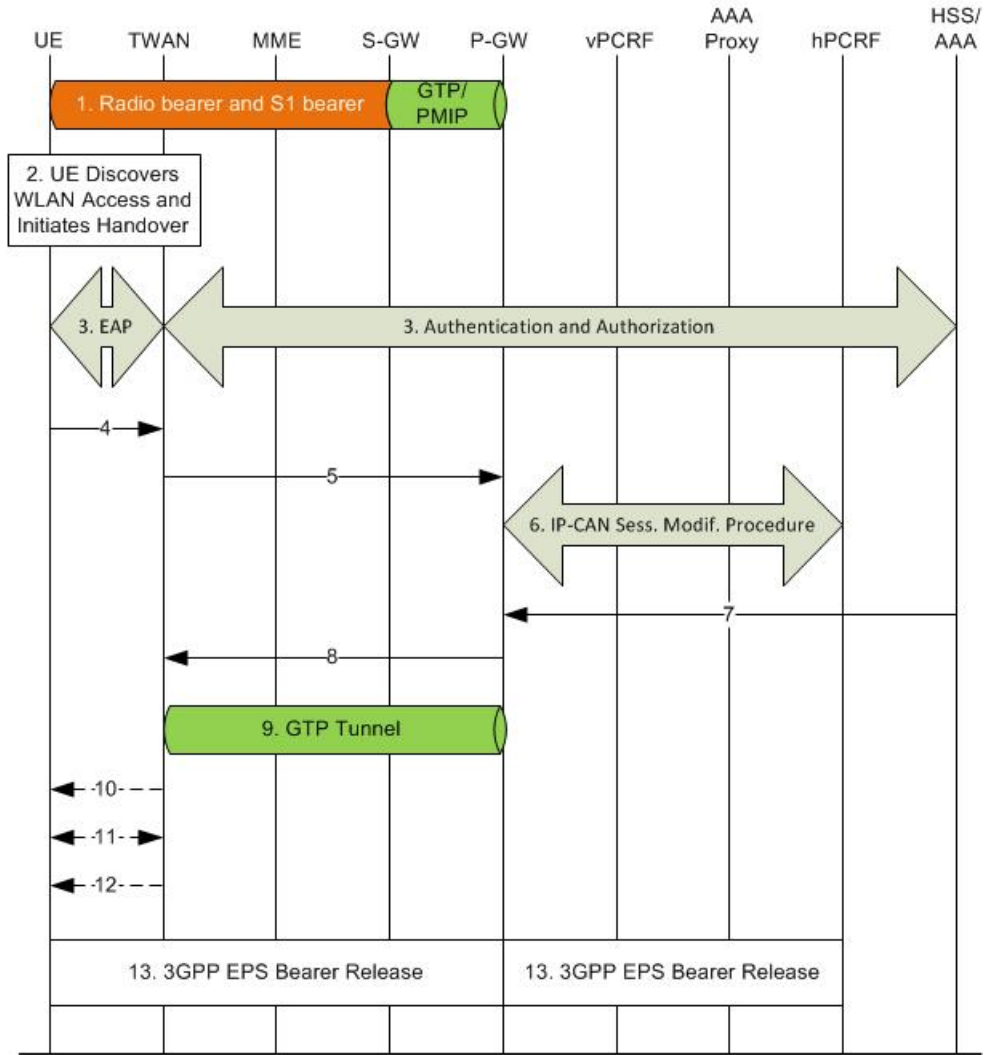 AAA
HSS/
UE
TWAN
MME
S-GW
P-GW
vPCRF
Proxy
hPCRF
AAA
1. Radio bearer and S1 bearer
GTP/
PMIP
2. UE Discovers
WLAN Access and
Initiates Handover
3. EAP
3. Authentication and Authorization
4
5
6. IP-CAN Sess. Modif. Procedure
7
8
9. GTP Tunnel
10
11
12
13. 3GPP EPS Bearer Release
13. 3GPP EPS Bearer Release